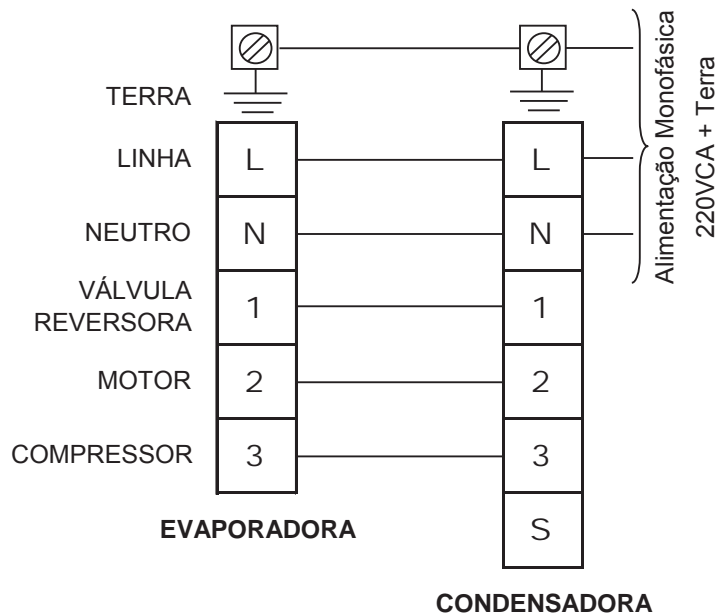 TERRA
LINHA
L
L
NEUTRO
N
N
VÁLVULA
REVERSORA
1
1
MOTOR
2
2
COMPRESSOR
3
3
S
EVAPORADORA
CONDENSADORA
Alimentação Monofásica
220VCA + Terra